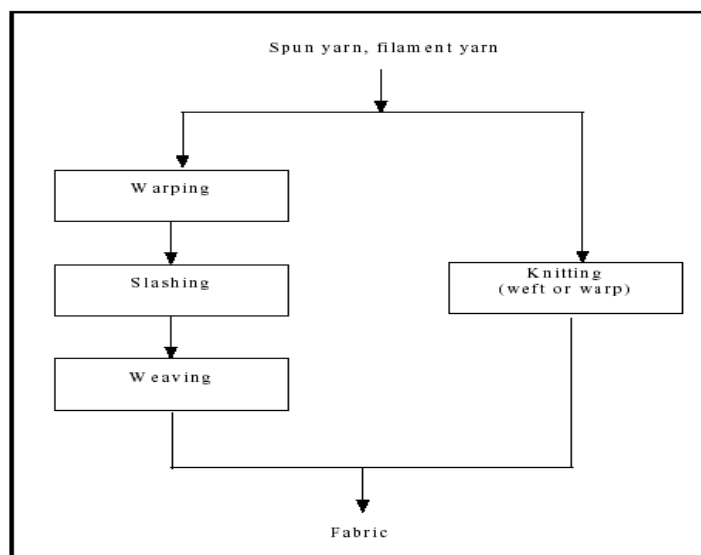 Spun yarn, filament yarn
Warping
Slashing
Knitting
(weft or warp)
Weaving
Fabric